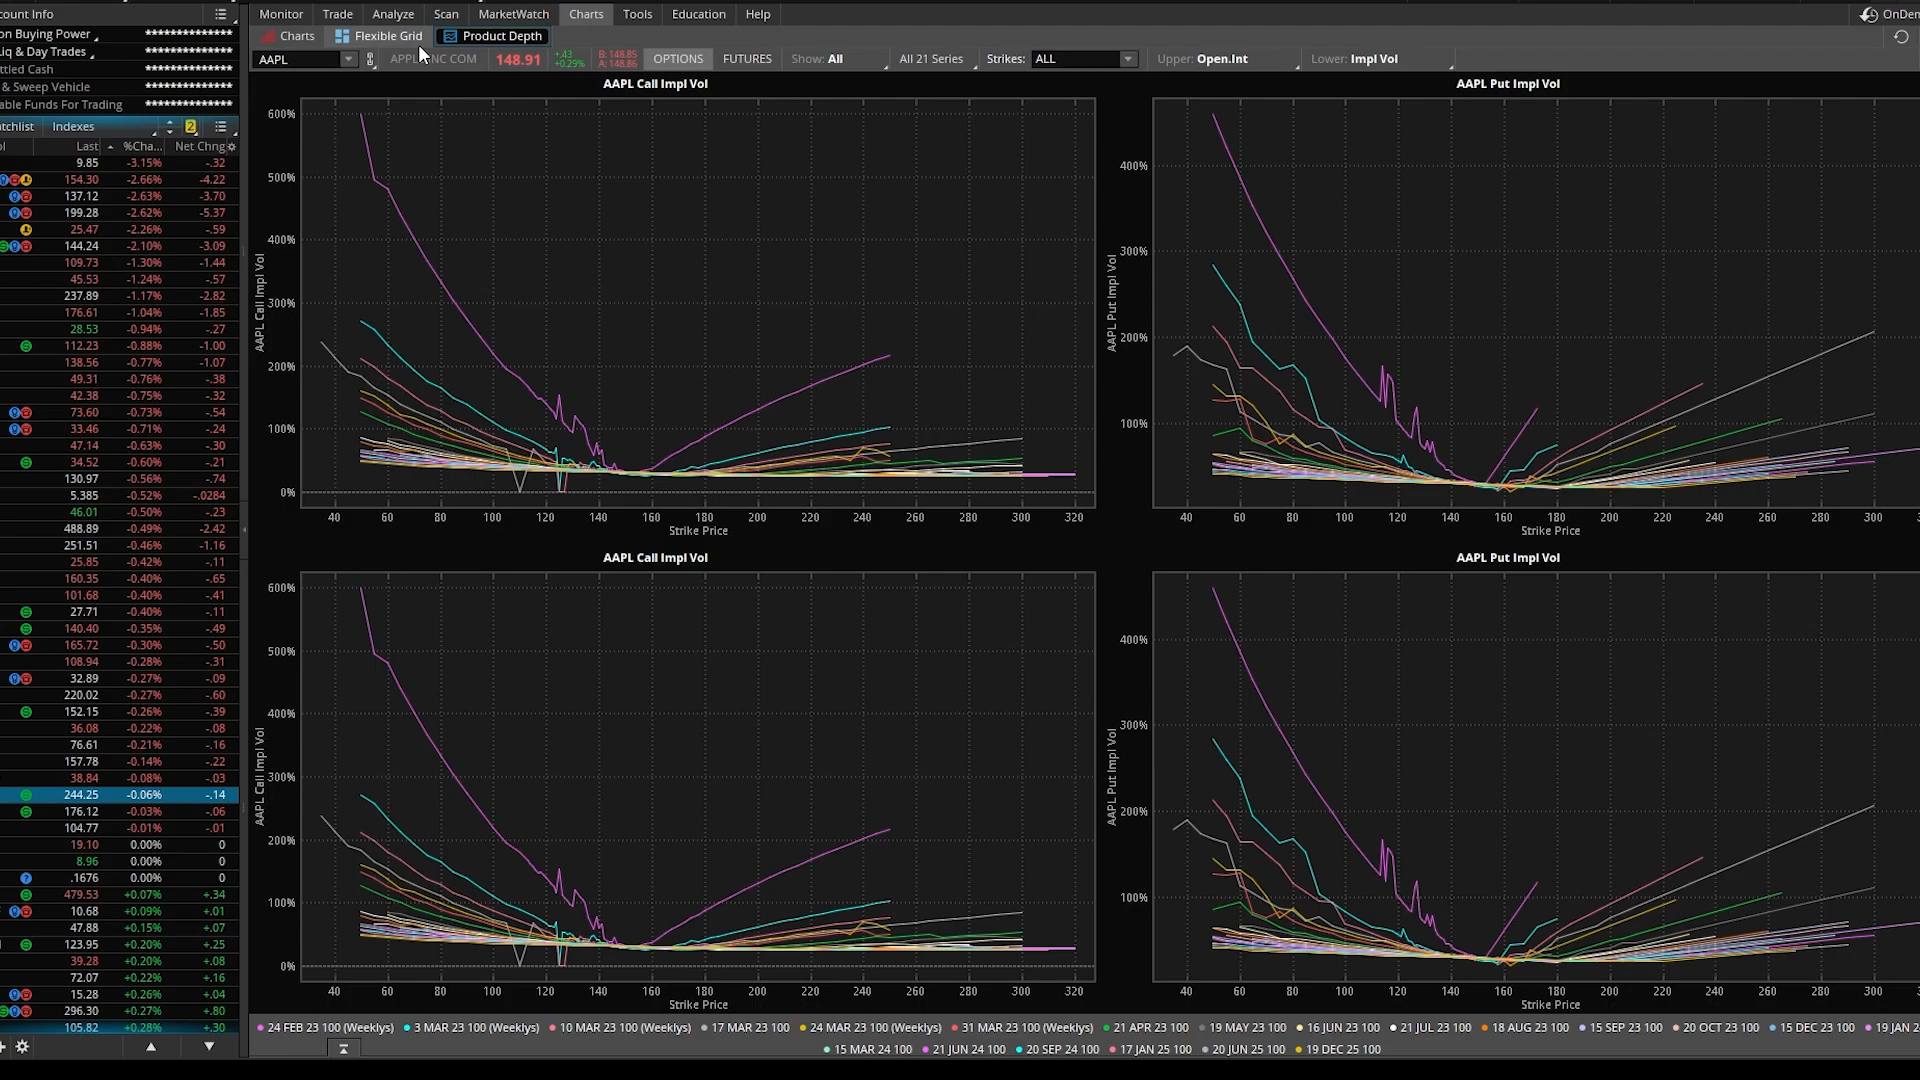 count Info
Monitor Trade Analyze Scan MarketWatch Charts Tools Education Help OnDem
on Buying Power **************
Charts Flexible Grid Product Depth
Liq & Day Trades **************
AAPL 148.91 +.43 +0.29% B: 148.85 A: 148.86 OPTIONS FUTURES Show: All All 21 Series Strikes: ALL Upper: Open.Int Lower: Impl Vol
ttled Cash **************
& Sweep Vehicle **************
able Funds For Trading **************
tchlist Indexes 2
ol Last %Cha... Net Chng
9.85 -3.15% -.32
154.30 -2.66% -4.22
137.12 -2.63% -3.70
199.28 -2.62% -5.37
25.47 -2.26% -.59
144.24 -2.10% -3.09
109.73 -1.30% -1.44
45.53 -1.24% -.57
237.89 -1.17% -2.82
176.61 -1.04% -1.85
28.53 -0.94% -.27
112.23 -0.88% -1.00
138.56 -0.77% -1.07
49.31 -0.76% -.38
42.38 -0.75% -.32
73.60 -0.73% -.54
33.46 -0.71% -.24
47.14 -0.63% -.30
34.52 -0.60% -.21
130.97 -0.56% -.74
5.385 -0.52% -.0284
46.01 -0.50% -.23
488.89 -0.49% -2.42
251.51 -0.46% -1.16
25.85 -0.42% -.11
160.35 -0.40% -.65
101.68 -0.40% -.41
27.71 -0.40% -.11
140.40 -0.35% -.49
165.72 -0.30% -.50
108.94 -0.28% -.31
32.89 -0.27% -.09
220.02 -0.27% -.60
152.15 -0.26% -.39
36.08 -0.22% -.08
76.61 -0.21% -.16
157.78 -0.14% -.22
38.84 -0.08% -.03
244.25 -0.06% -.14
176.12 -0.03% -.06
104.77 -0.01% -.01
19.10 0.00% 0
8.96 0.00% 0
.1676 0.00% 0
479.53 +0.07% +.34
10.68 +0.09% +.01
47.88 +0.15% +.07
123.95 +0.20% +.25
39.28 +0.20% +.08
72.07 +0.22% +.16
15.28 +0.26% +.04
296.30 +0.27% +.80
105.82 +0.28% +.30
AAPL Call Impl Vol
600%
500%
400%
300%
200%
100%
0%
AAPL Call Impl Vol
40 60 80 100 120 140 160 180 200 220 240 260 280 300 320
Strike Price
AAPL Put Impl Vol
400%
300%
200%
100%
AAPL Put Impl Vol
40 60 80 100 120 140 160 180 200 220 240 260 280 300
Strike Price
AAPL Call Impl Vol
600%
500%
400%
300%
200%
100%
0%
AAPL Call Impl Vol
40 60 80 100 120 140 160 180 200 220 240 260 280 300 320
Strike Price
AAPL Put Impl Vol
400%
300%
200%
100%
AAPL Put Impl Vol
40 60 80 100 120 140 160 180 200 220 240 260 280 300
Strike Price
24 FEB 23 100 (Weeklys) 3 MAR 23 100 (Weeklys) 10 MAR 23 100 (Weeklys) 17 MAR 23 100 24 MAR 23 100 (Weeklys) 31 MAR 23 100 (Weeklys) 21 APR 23 100 19 MAY 23 100 16 JUN 23 100 21 JUL 23 100 18 AUG 23 100 15 SEP 23 100 20 OCT 23 100 15 DEC 23 100 19 JAN 2
15 MAR 24 100 21 JUN 24 100 20 SEP 24 100 17 JAN 25 100 20 JUN 25 100 19 DEC 25 100